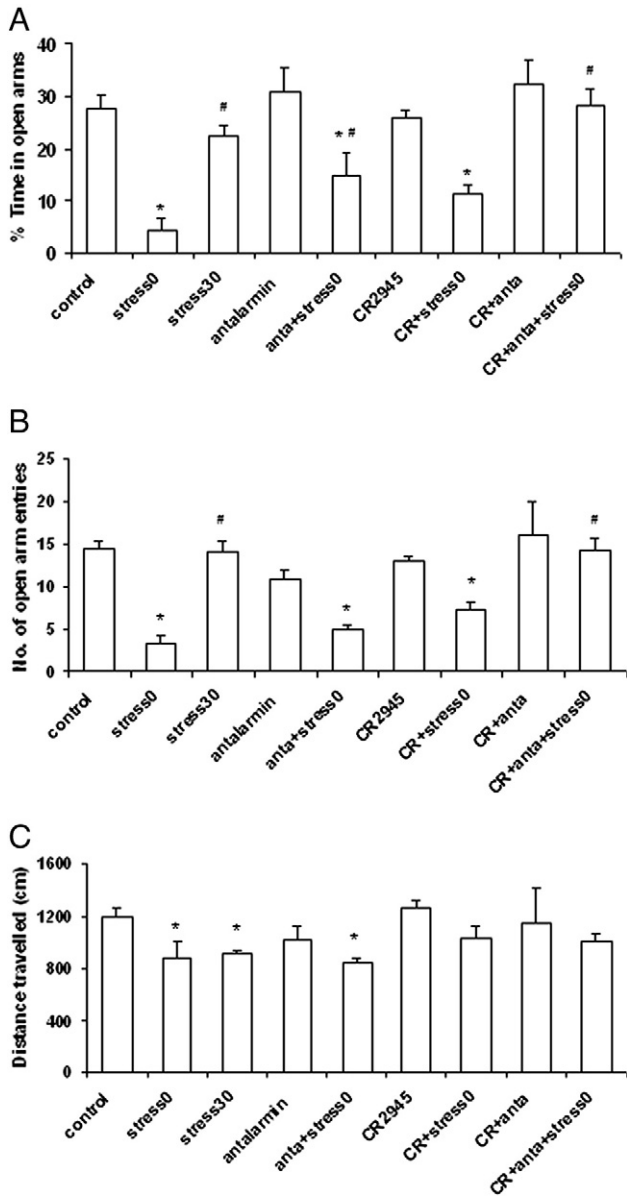 A
% Time in open arms
40
30
20
10
0
*
#
* #
*
#
control
stress0
stress30
antalarmin
anta+stress0
CR2945
CR+stress0
CR+anta
CR+anta+stress0
B
No. of open arm entries
25
20
15
10
5
0
*
#
*
*
#
control
stress0
stress30
antalarmin
anta+stress0
CR2945
CR+stress0
CR+anta
CR+anta+stress0
C
Distance travelled (cm)
1600
1200
800
400
0
*
*
*
control
stress0
stress30
antalarmin
anta+stress0
CR2945
CR+stress0
CR+anta
CR+anta+stress0